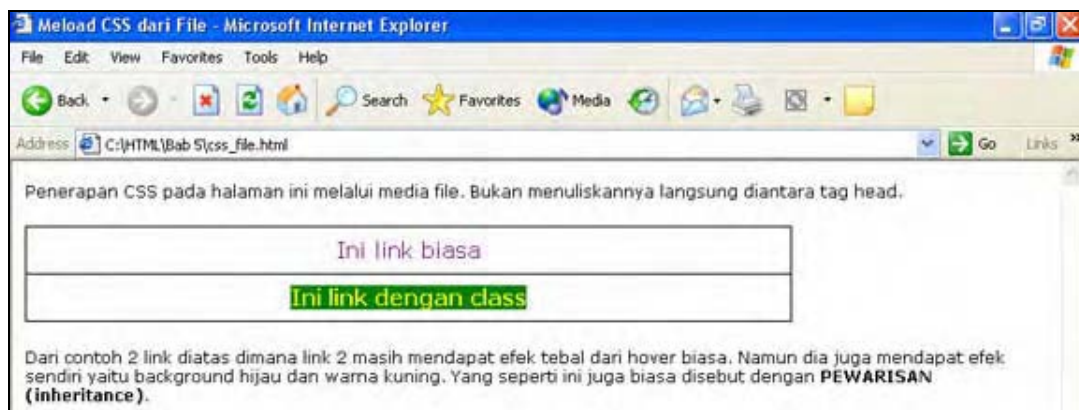 Meload CSS dari File - Microsoft Internet Explorer
File Edit View Favorites Tools Help
Back Search Favorites Media
Address C:\HTML\Bab 5\css_file.html Go Links »
Penerapan CSS pada halaman ini melalui media file. Bukan menuliskannya langsung diantara tag head.
Ini link biasa
Ini link dengan class
Dari contoh 2 link diatas dimana link 2 masih mendapat efek tebal dari hover biasa. Namun dia juga mendapat efek
sendiri yaitu background hijau dan warna kuning. Yang seperti ini juga biasa disebut dengan PEWARISAN
(inheritance).